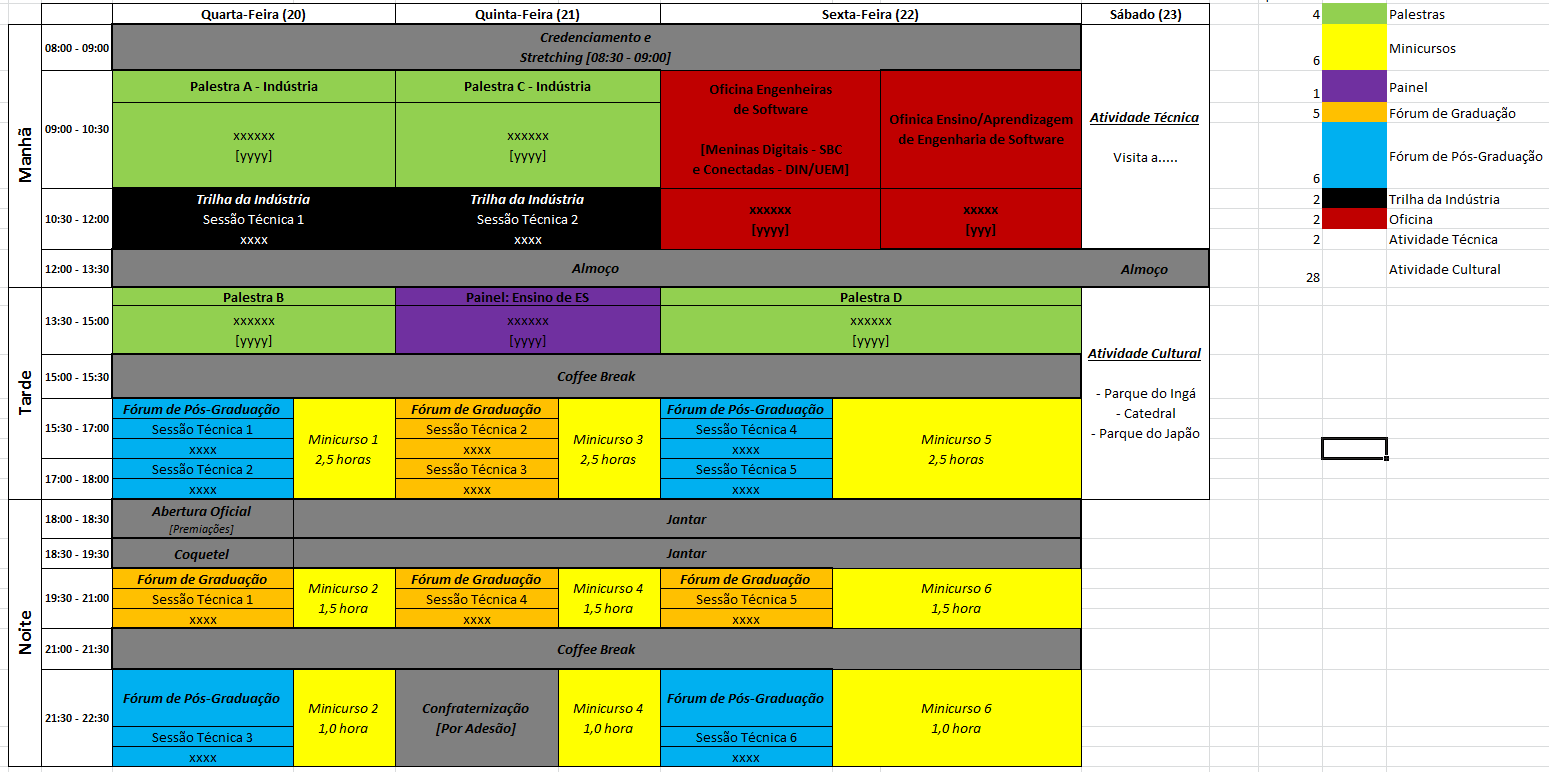 Quarta-Feira (20) Quinta-Feira (21) Sexta-Feira (22) Sábado (23)
Manhã
08:00 - 09:00
Credenciamento e
Stretching [08:30 - 09:00]
09:00 - 10:30
Palestra A - Indústria
xxxxxx
[yyyy]
Palestra C - Indústria
xxxxxx
[yyyy]
Oficina Engenheiras
de Software
[Meninas Digitais - SBC
e Conectadas - DIN/UEM]
Ofinica Ensino/Aprendizagem
de Engenharia de Software
Atividade Técnica
Visita a.....
10:30 - 12:00
Trilha da Indústria
Sessão Técnica 1
xxxx
Trilha da Indústria
Sessão Técnica 2
xxxx
xxxxxx
[yyyy]
xxxxx
[yyy]
12:00 - 13:30
Almoço
Almoço
Tarde
13:30 - 15:00
Palestra B
xxxxxx
[yyyy]
Painel: Ensino de ES
xxxxxx
[yyyy]
Palestra D
xxxxxx
[yyyy]
Atividade Cultural
- Parque do Ingá
- Catedral
- Parque do Japão
15:00 - 15:30
Coffee Break
15:30 - 17:00
17:00 - 18:00
Fórum de Pós-Graduação
Sessão Técnica 1
xxxx
Sessão Técnica 2
xxxx
Minicurso 1
2,5 horas
Fórum de Graduação
Sessão Técnica 2
xxxx
Sessão Técnica 3
xxxx
Minicurso 3
2,5 horas
Fórum de Pós-Graduação
Sessão Técnica 4
xxxx
Sessão Técnica 5
xxxx
Minicurso 5
2,5 horas
Noite
18:00 - 18:30
Abertura Oficial
[Premiações]
Jantar
18:30 - 19:30
Coquetel
Jantar
19:30 - 21:00
Fórum de Graduação
Sessão Técnica 1
xxxx
Minicurso 2
1,5 hora
Fórum de Graduação
Sessão Técnica 4
xxxx
Minicurso 4
1,5 hora
Fórum de Graduação
Sessão Técnica 5
xxxx
Minicurso 6
1,5 hora
21:00 - 21:30
Coffee Break
21:30 - 22:30
Fórum de Pós-Graduação
Sessão Técnica 3
xxxx
Minicurso 2
1,0 hora
Confraternização
[Por Adesão]
Minicurso 4
1,0 hora
Fórum de Pós-Graduação
Sessão Técnica 6
xxxx
Minicurso 6
1,0 hora
4 Palestras
6 Minicursos
1 Painel
5 Fórum de Graduação
6 Fórum de Pós-Graduação
2 Trilha da Indústria
2 Oficina
2 Atividade Técnica
28 Atividade Cultural